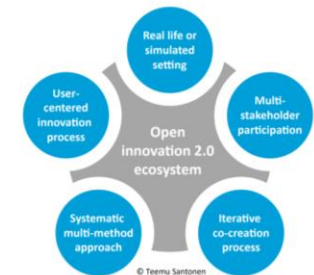 Real life or
simulated
setting
User-
centered
innovation
process
Multi-
stakeholder
participation
Open
innovation 2.0
ecosystem
Systematic
multi-method
approach
Iterative
co-creation
process
© Teemu Santonen